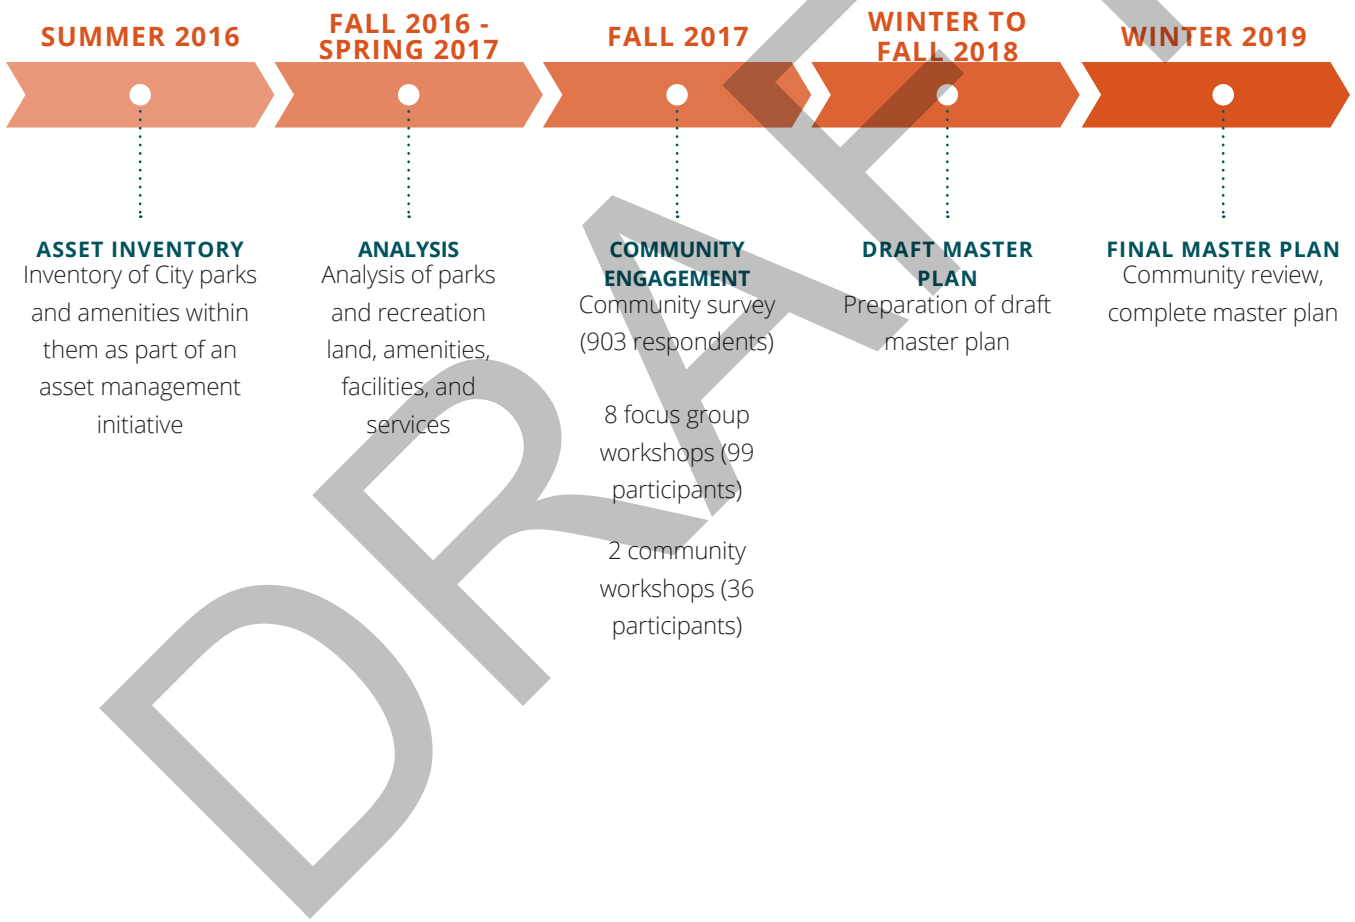 SUMMER 2016
FALL 2016 -
SPRING 2017
FALL 2017
WINTER TO
FALL 2018
WINTER 2019
ASSET INVENTORY
Inventory of City parks
and amenities within
them as part of an
asset management
initiative
ANALYSIS
Analysis of parks
and recreation
land, amenities,
facilities, and
services
COMMUNITY
ENGAGEMENT
Community survey
(903 respondents)
8 focus group
workshops (99
participants)
2 community
workshops (36
participants)
DRAFT MASTER
PLAN
Preparation of draft
master plan
FINAL MASTER PLAN
Community review,
complete master plan
DRAFT